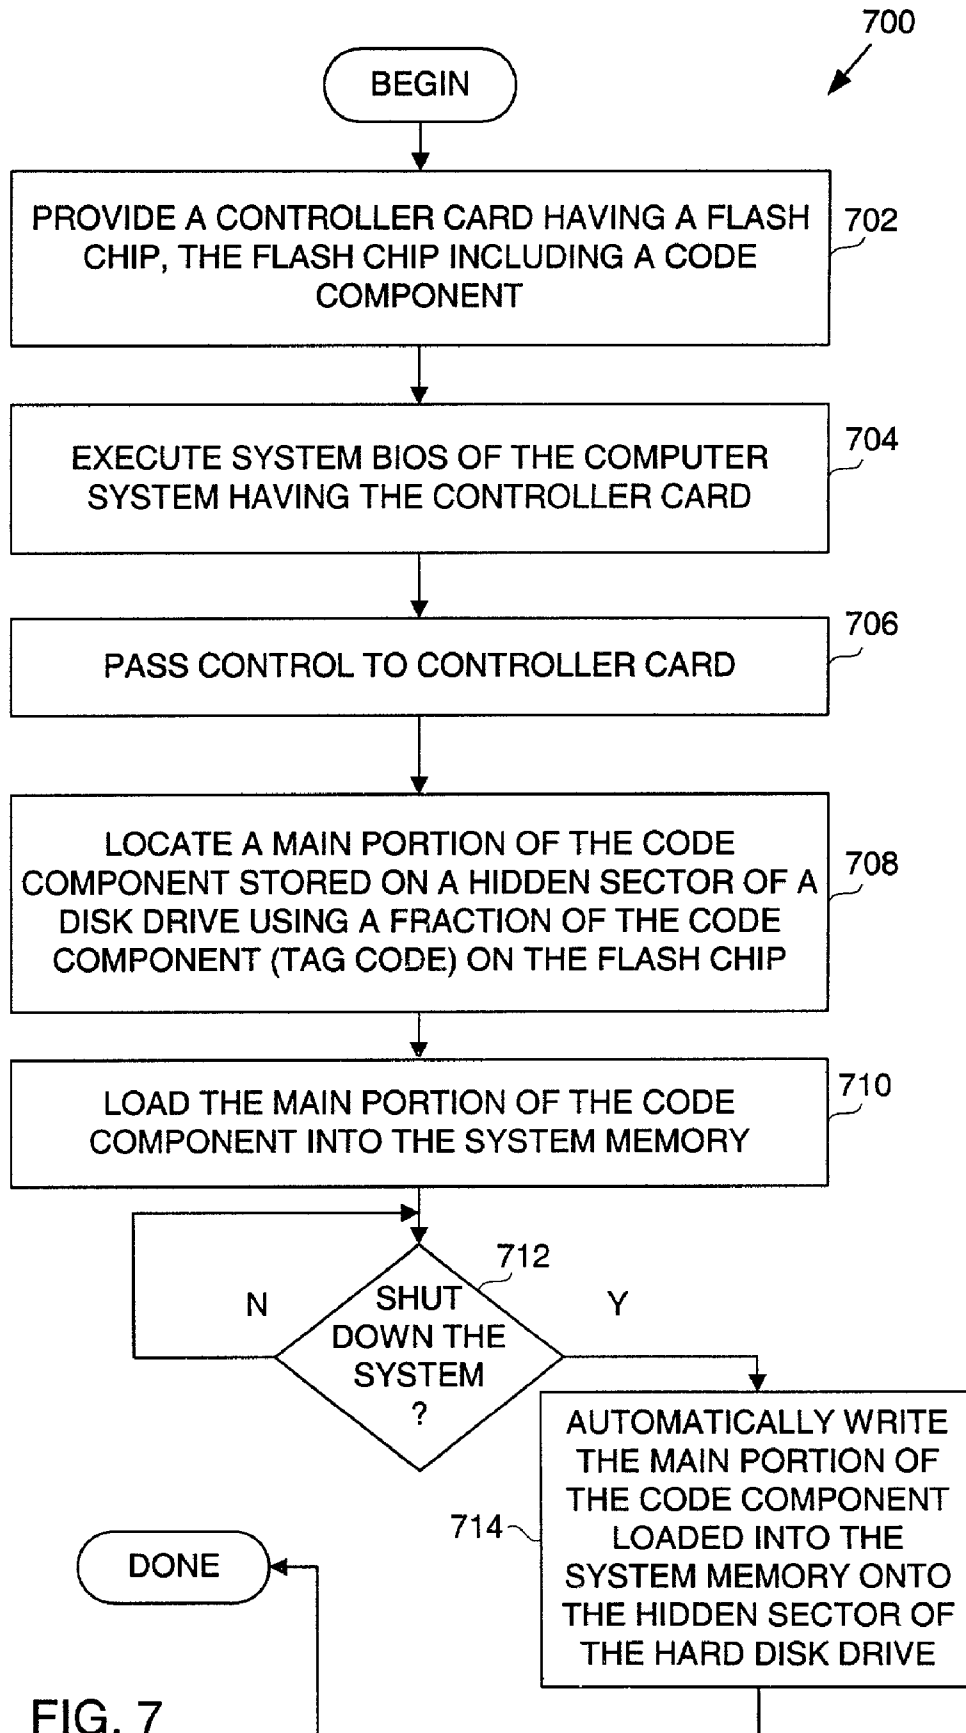 700
BEGIN
PROVIDE A CONTROLLER CARD HAVING A FLASH
CHIP, THE FLASH CHIP INCLUDING A CODE
COMPONENT
702
EXECUTE SYSTEM BIOS OF THE COMPUTER
SYSTEM HAVING THE CONTROLLER CARD
704
PASS CONTROL TO CONTROLLER CARD
706
LOCATE A MAIN PORTION OF THE CODE
COMPONENT STORED ON A HIDDEN SECTOR OF A
DISK DRIVE USING A FRACTION OF THE CODE
COMPONENT (TAG CODE) ON THE FLASH CHIP
708
LOAD THE MAIN PORTION OF THE CODE
COMPONENT INTO THE SYSTEM MEMORY
710
712
SHUT
DOWN THE
SYSTEM
?
N
Y
AUTOMATICALLY WRITE
THE MAIN PORTION OF
THE CODE COMPONENT
LOADED INTO THE
SYSTEM MEMORY ONTO
THE HIDDEN SECTOR OF
THE HARD DISK DRIVE
714
DONE
FIG. 7